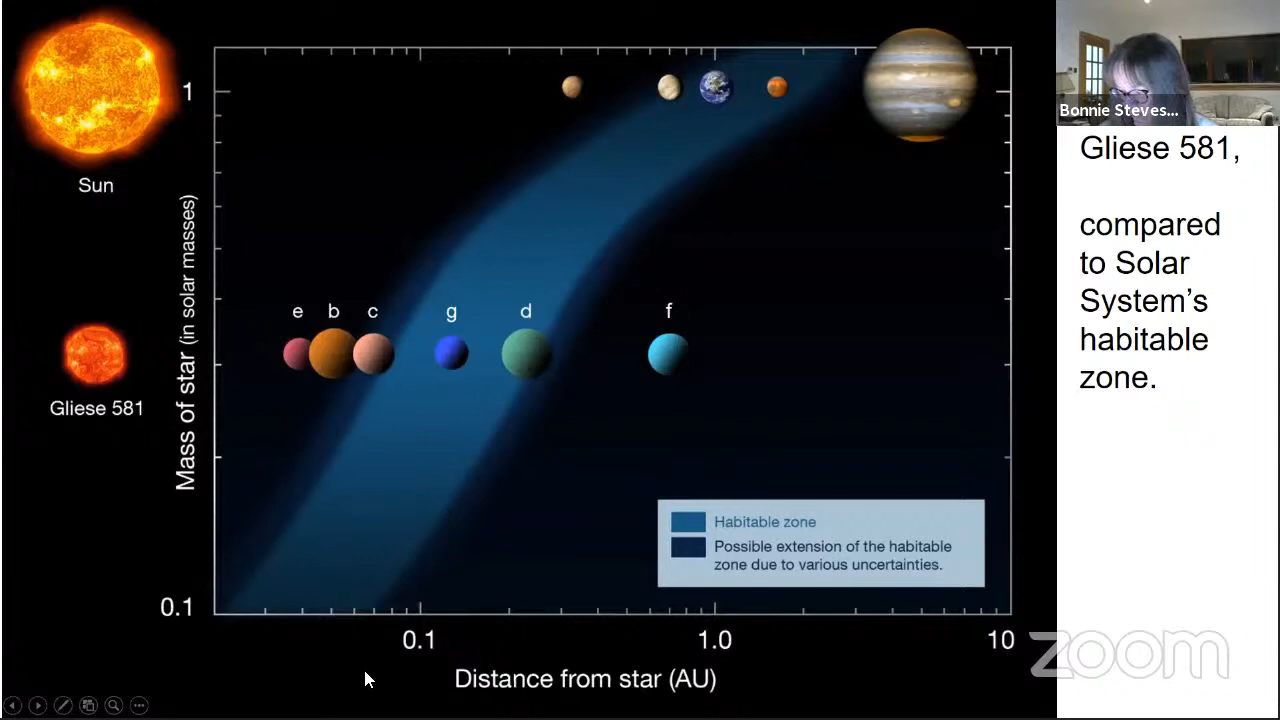 Sun
Gliese 581
Mass of star (in solar masses)
1
0.1
e b c g d f
Habitable zone
Possible extension of the habitable
zone due to various uncertainties.
0.1 1.0 10
Distance from star (AU)
Bonnie Steves...
Gliese 581,
compared
to Solar
System’s
habitable
zone.
zoom